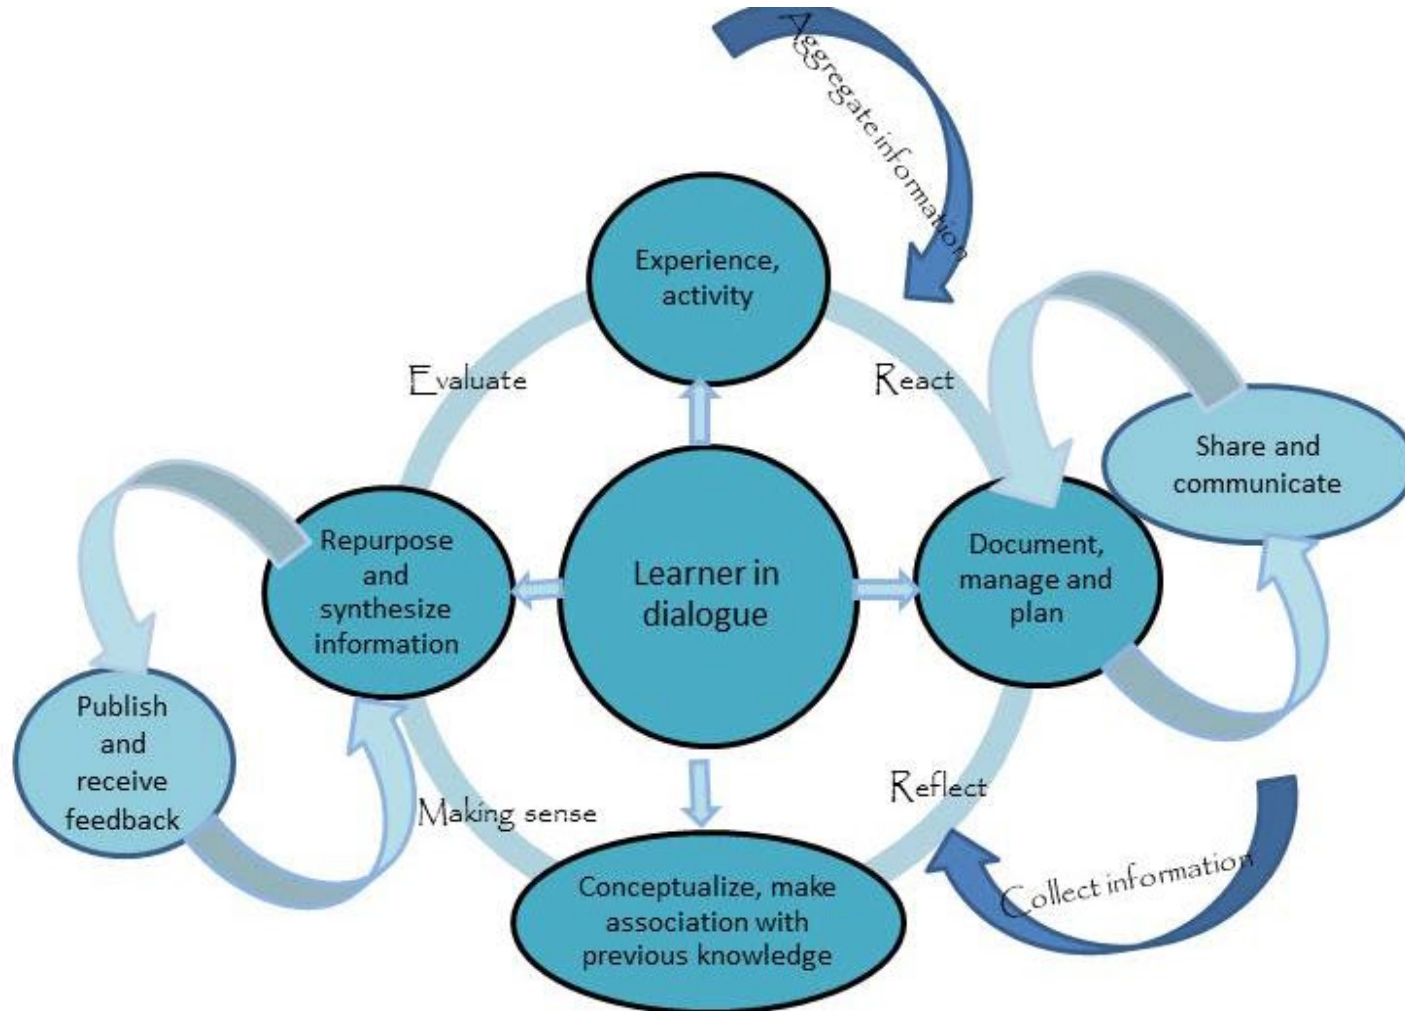 Aggregate information
Experience,
activity
Evaluate
React
Share and
communicate
Repurpose
and
synthesize
information
Learner in
dialogue
Document,
manage and
plan
Publish
and
receive
feedback
Making sense
Reflect
Collect information
Conceptualize, make
association with
previous knowledge